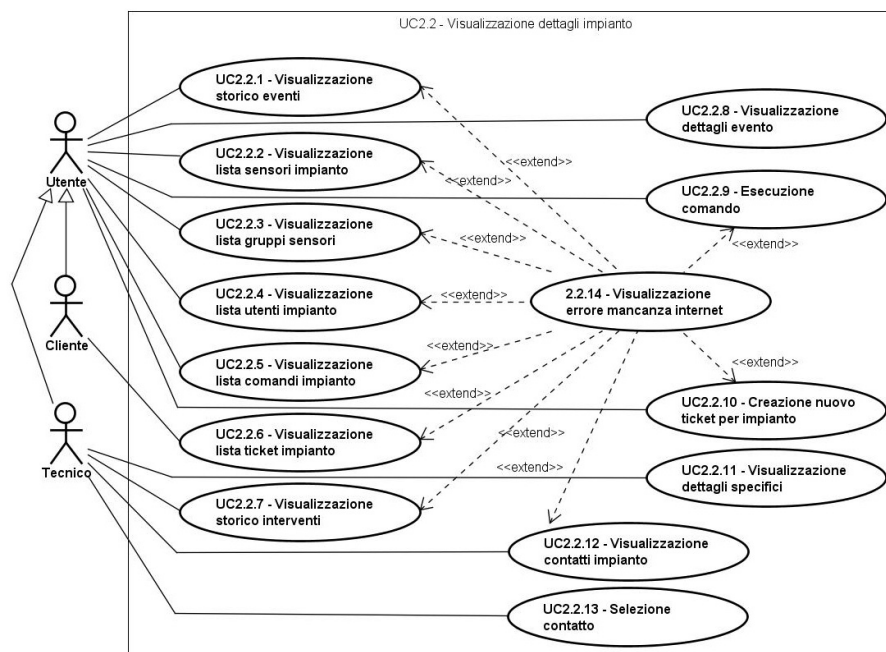 UC2.2 - Visualizzazione dettagli impianto
UC2.2.1 - Visualizzazione
storico eventi
UC2.2.8 - Visualizzazione
dettagli evento
Utente
UC2.2.2 - Visualizzazione
lista sensori impianto
<<extend>>
<<extend>>
UC2.2.9 - Esecuzione
comando
UC2.2.3 - Visualizzazione
lista gruppi sensori
<<extend>>
<<extend>>
UC2.2.4 - Visualizzazione
lista utenti impianto
<<extend>>
2.2.14 - Visualizzazione
errore mancanza internet
Cliente
UC2.2.5 - Visualizzazione
lista comandi impianto
<<extend>>
<<extend>>
<<extend>>
UC2.2.10 - Creazione nuovo
ticket per impianto
UC2.2.6 - Visualizzazione
lista ticket impianto
<<extend>>
<<extend>>
Tecnico
UC2.2.11 - Visualizzazione
dettagli specifici
UC2.2.7 - Visualizzazione
storico interventi
UC2.2.12 - Visualizzazione
contatti impianto
UC2.2.13 - Selezione
contatto